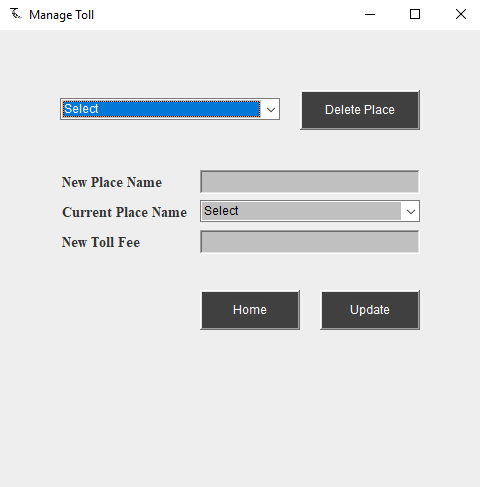 Manage Toll
Select
Delete Place
New Place Name
Current Place Name
Select
New Toll Fee
Home
Update